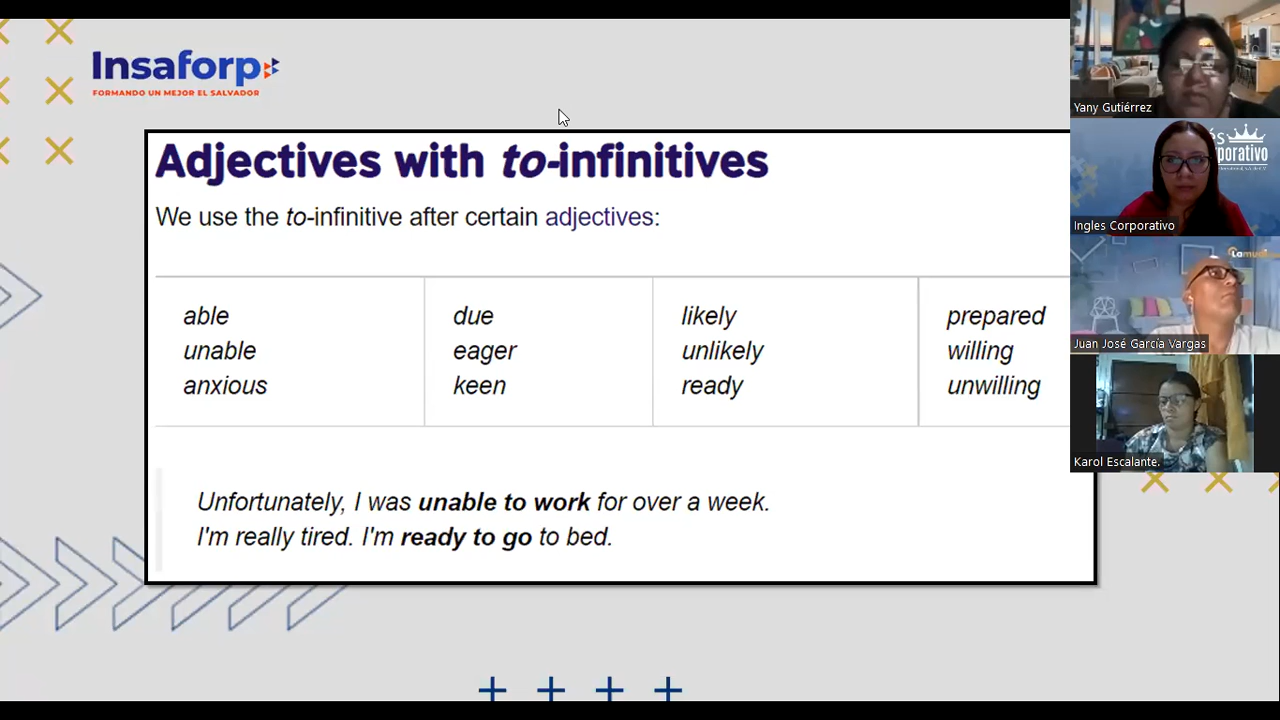 Insaforp
FORMANDO UN MEJOR EL SALVADOR
Adjectives with to-infinitives
We use the to-infinitive after certain adjectives:
able due likely prepared
unable eager unlikely willing
anxious keen ready unwilling
Unfortunately, I was unable to work for over a week.
I'm really tired. I'm ready to go to bed.
Yany Gutiérrez
Ingles Corporativo
Juan José García Vargas
Karol Escalante.